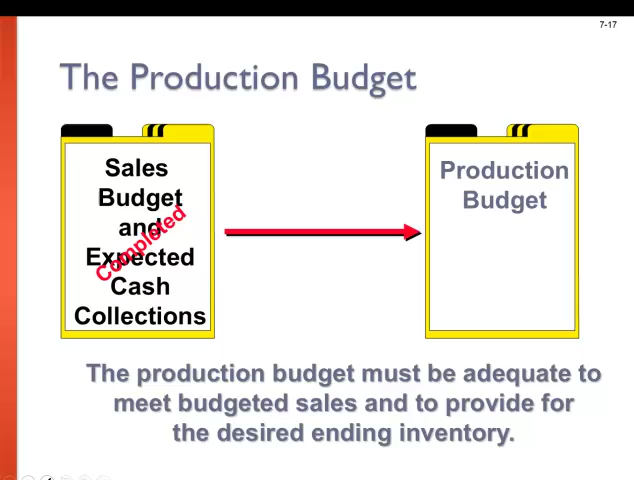 7-17
The Production Budget
Sales
Budget
and
Expected
Cash
Collections
Completed
Production
Budget
The production budget must be adequate to
meet budgeted sales and to provide for
the desired ending inventory.